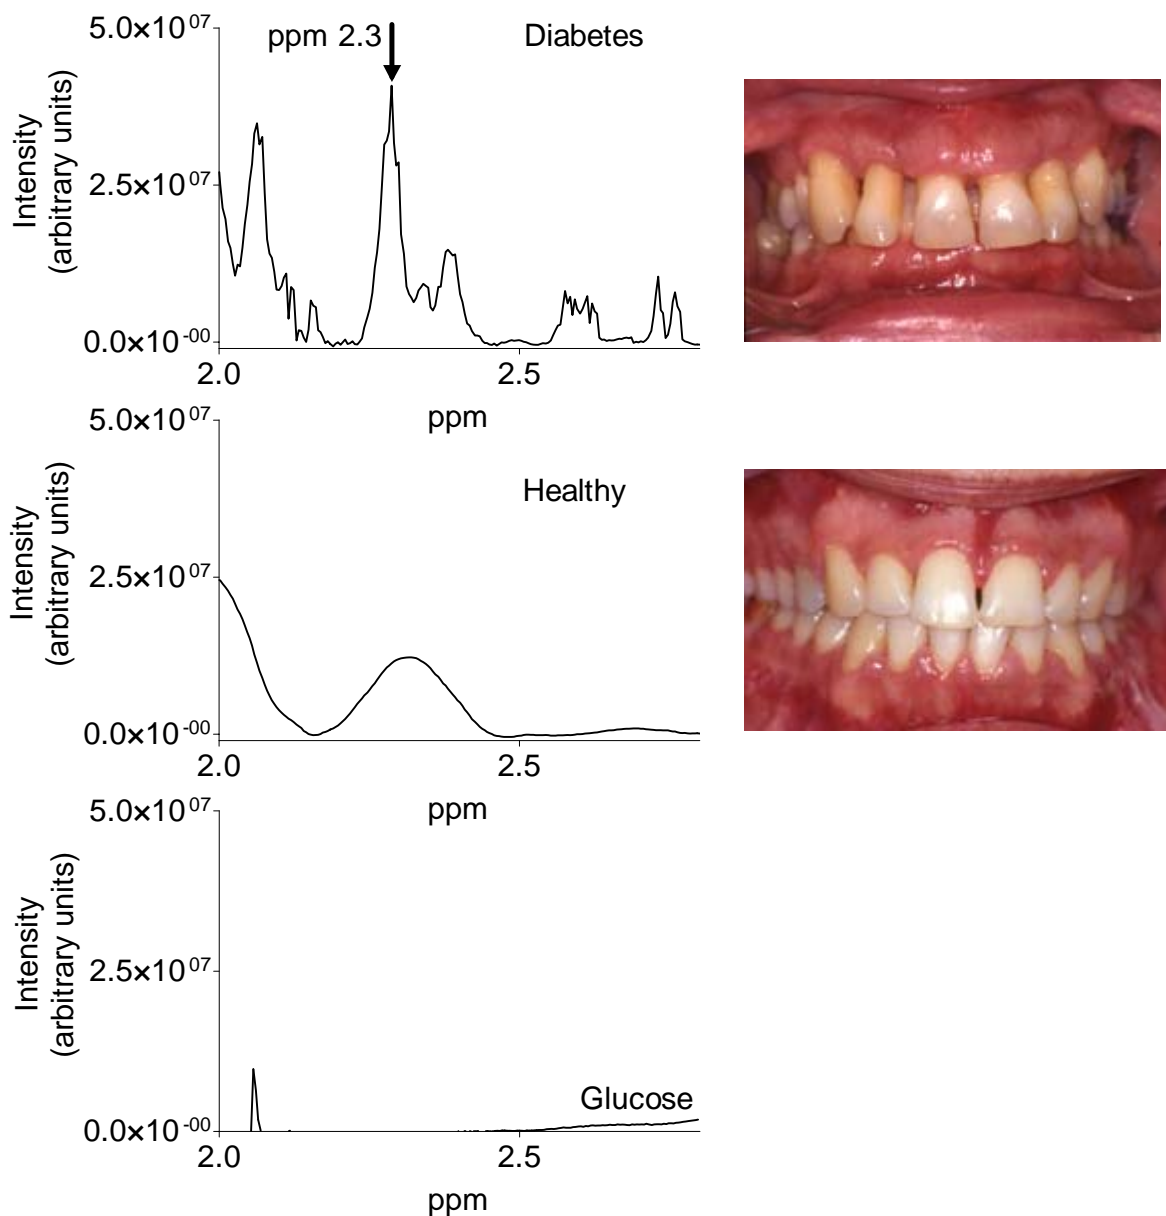 5.0×10⁰⁷
ppm 2.3
Diabetes
Intensity
(arbitrary units)
2.5×10⁰⁷
0.0×10⁻⁰⁰
2.0
2.5
ppm
5.0×10⁰⁷
Healthy
Intensity
(arbitrary units)
2.5×10⁰⁷
0.0×10⁻⁰⁰
2.0
2.5
ppm
5.0×10⁰⁷
Intensity
(arbitrary units)
2.5×10⁰⁷
Glucose
0.0×10⁻⁰⁰
2.0
2.5
ppm